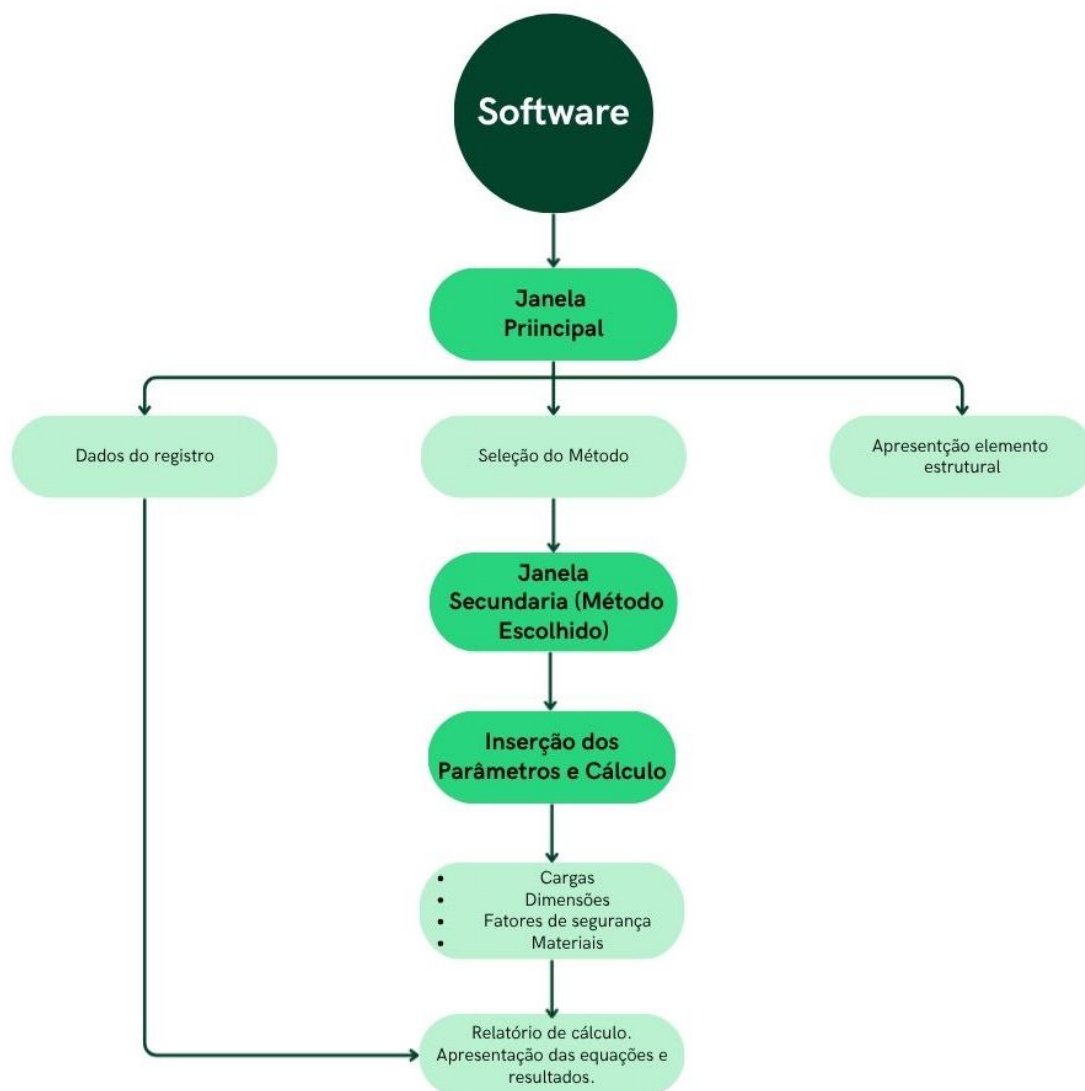 Software
Janela
Priincipal
Dados do registro
Seleção do Método
Apresentção elemento
estrutural
Janela
Secundaria (Método
Escolhido)
Inserção dos
Parâmetros e Cálculo
• Cargas
• Dimensões
• Fatores de segurança
• Materiais
Relatório de cálculo.
Apresentação das equações e
resultados.